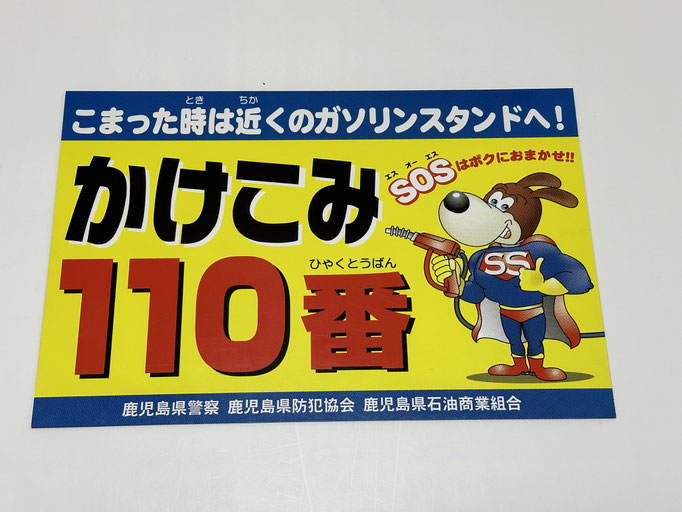 とき ちか
こまった時は近くのガソリンスタンドへ!
エス オー エス
SOSはボクにおまかせ!!
かけこみ
ひゃくとうばん
110番
SS
鹿児島県警察 鹿児島県防犯協会 鹿児島県石油商業組合